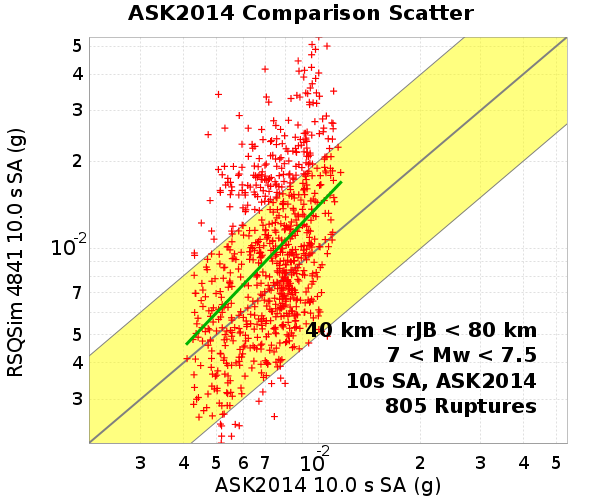 ASK2014 Comparison Scatter
RSQSim 4841 10.0 s SA (g)
5
4
3
2
10-2
7
5
4
3
40 km < rJB < 80 km
7 < Mw < 7.5
10s SA, ASK2014
805 Ruptures
3 4 5 6 7 10-2 2 3 4 5
ASK2014 10.0 s SA (g)